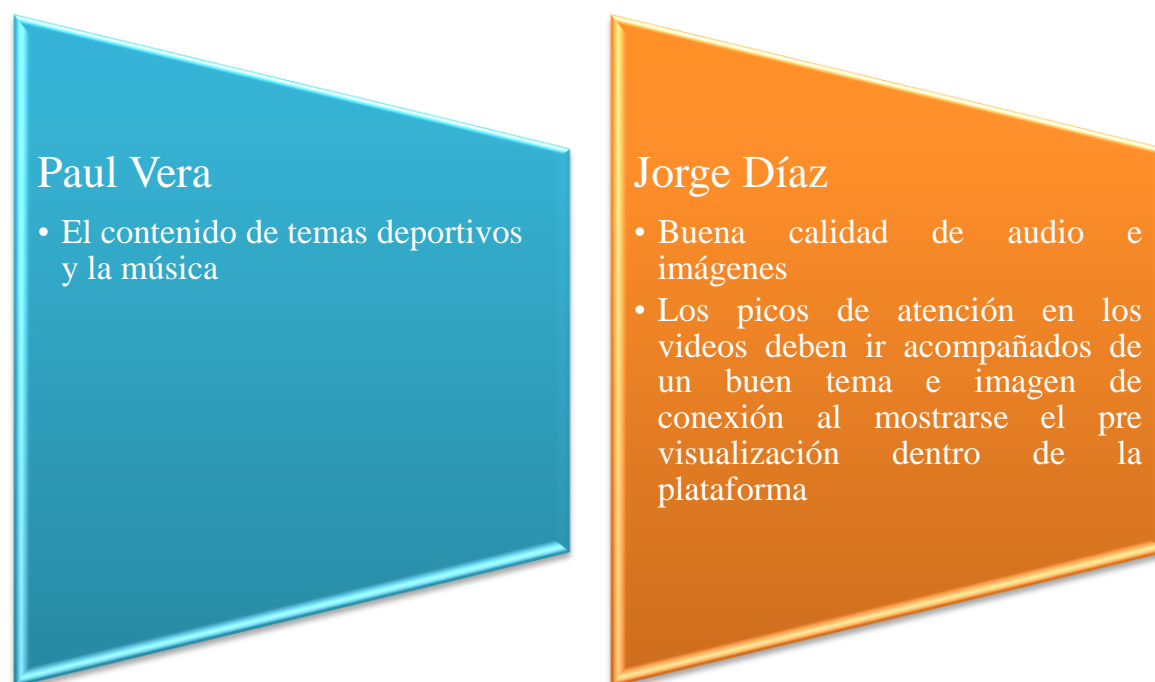 Paul Vera
• El contenido de temas deportivos
y la música
Jorge Díaz
• Buena calidad de audio e
imágenes
• Los picos de atención en los
videos deben ir acompañados de
un buen tema e imagen de
conexión al mostrarse el pre
visualización dentro de la
plataforma